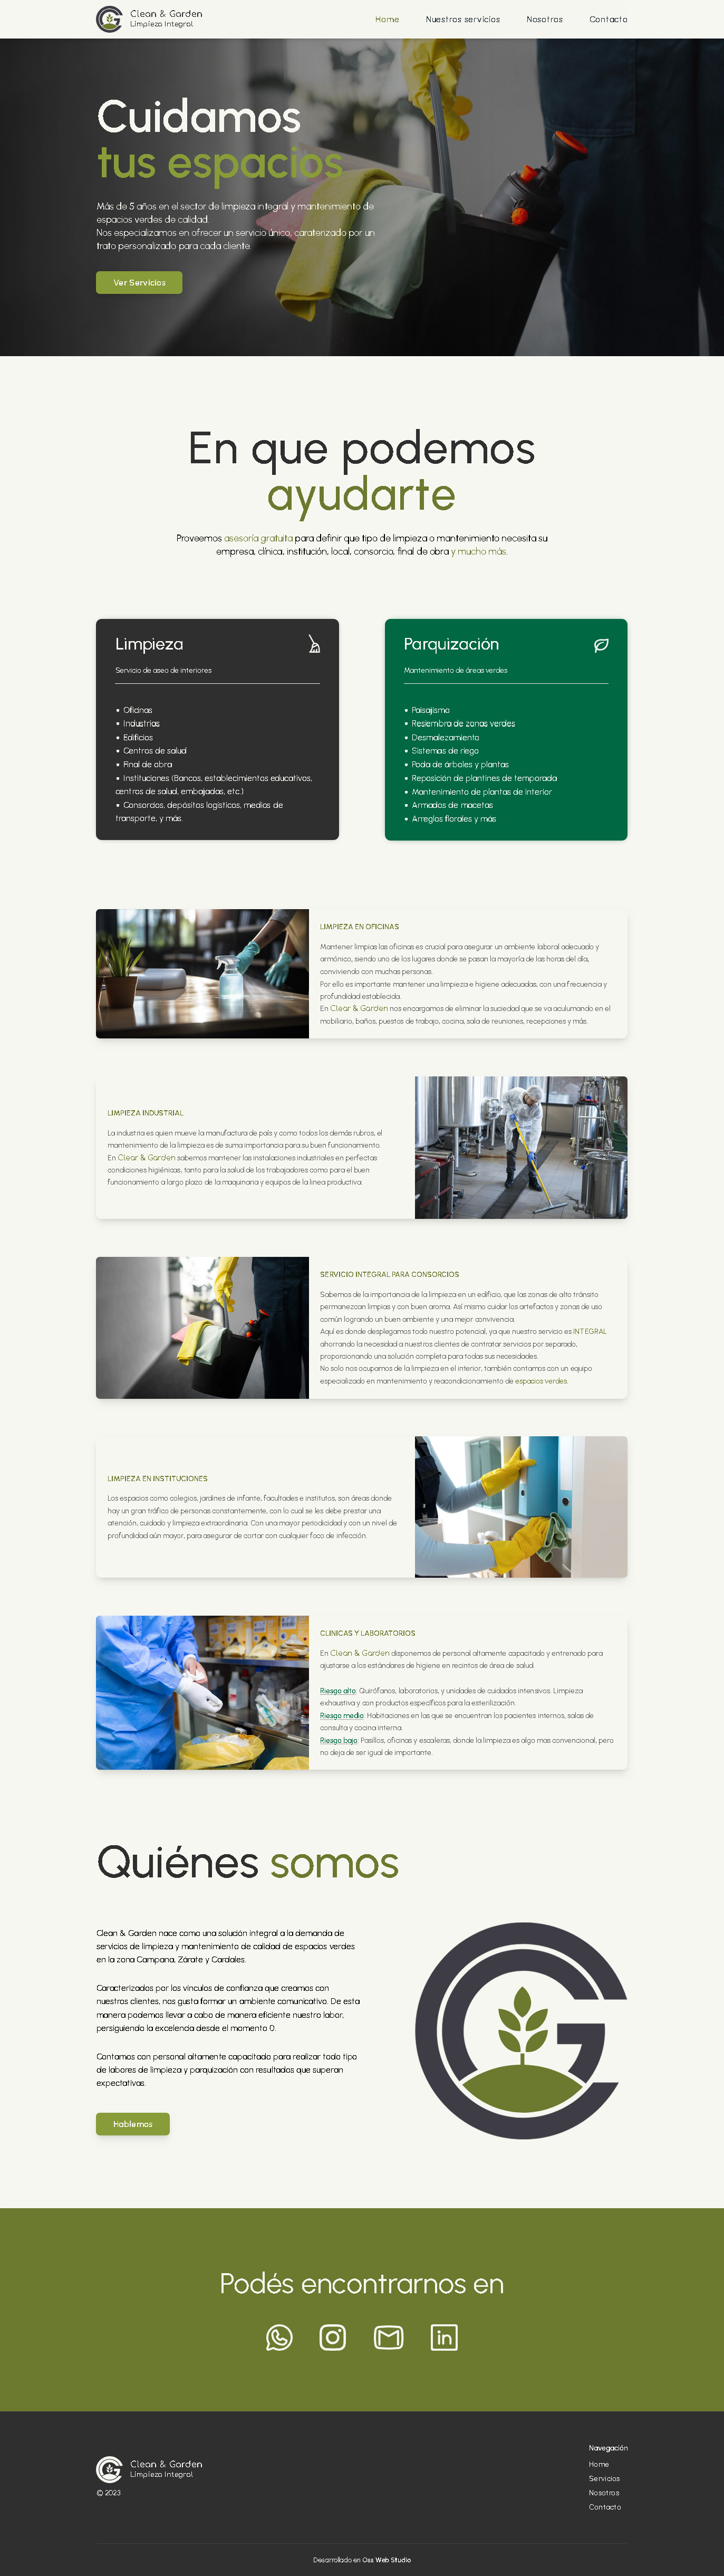 Clean & Garden
Limpieza Integral
Home
Nuestros servicios
Nosotros
Contacto
Cuidamos
tus espacios
Más de 5 años en el sector de limpieza integral y mantenimiento de
espacios verdes de calidad.
Nos especializamos en ofrecer un servicio único, caraterizado por un
trato personalizado para cada cliente.
Ver Servicios
En que podemos
ayudarte
Proveemos asesoría gratuita para definir que tipo de limpieza o mantenimiento necesita su
empresa, clínica, institución, local, consorcio, final de obra y mucho más.
Limpieza
Servicio de aseo de interiores
• Oficinas
• Industrias
• Edificios
• Centros de salud
• Final de obra
• Instituciones (Bancos, establecimientos educativos,
centros de salud, embajadas, etc.)
• Consorcios, depósitos logísticos, medios de
transporte, y más.
Parquización
Mantenimiento de áreas verdes
• Paisajismo
• Resiembra de zonas verdes
• Desmalezamiento
• Sistemas de riego
• Poda de árboles y plantas
• Reposición de plantines de temporada
• Mantenimiento de plantas de interior
• Armados de macetas
• Arreglos florales y más
LIMPIEZA EN OFICINAS
Mantener limpias las oficinas es crucial para asegurar un ambiente laboral adecuado y
armónico, siendo uno de los lugares donde se pasan la mayoría de las horas del día,
conviviendo con muchas personas.
Por ello es importante mantener una limpieza e higiene adecuadas, con una frecuencia y
profundidad establecida.
En Clear & Garden nos encargamos de eliminar la suciedad que se va aculumando en el
mobiliario, baños, puestos de trabajo, cocina, sala de reuniones, recepciones y más.
LIMPIEZA INDUSTRIAL
La industria es quien mueve la manufactura de país y como todos los demás rubros, el
mantenimiento de la limpieza es de suma importancia para su buen funcionamiento.
En Clear & Garden sabemos mantener las instalaciones industriales en perfectas
condiciones higiénicas, tanto para la salud de los trabajadores como para el buen
funcionamiento a largo plazo de la maquinaria y equipos de la linea productiva.
SERVICIO INTEGRAL PARA CONSORCIOS
Sabemos de la importancia de la limpieza en un edificio, que las zonas de alto tránsito
permanezcan limpias y con buen aroma. Así mismo cuidar los artefactos y zonas de uso
común logrando un buen ambiente y una mejor convivencia.
Aquí es donde desplegamos todo nuestro potencial, ya que nuestro servicio es INTEGRAL
ahorrando la necesidad a nuestros clientes de contratar servicios por separado,
proporcionando una solución completa para todas sus necesidades.
No solo nos ocupamos de la limpieza en el interior, también contamos con un equipo
especializado en mantenimiento y reacondicionamiento de espacios verdes.
LIMPIEZA EN INSTITUCIONES
Los espacios como colegios, jardines de infante, facultades e institutos, son áreas donde
hay un gran tráfico de personas constantemente, con lo cual se les debe prestar una
atención, cuidado y limpieza extraordinaria. Con una mayor periodicidad y con un nivel de
profundidad aún mayor, para asegurar de cortar con cualquier foco de infección.
CLINICAS Y LABORATORIOS
En Clean & Garden disponemos de personal altamente capacitado y entrenado para
ajustarse a los estándares de higiene en recintos de área de salud.
Riesgo alto: Quirófanos, laboratorios, y unidades de cuidados intensivos. Limpieza
exhaustiva y con productos específicos para la esterilización.
Riesgo medio: Habitaciones en las que se encuentran los pacientes internos, salas de
consulta y cocina interna.
Riesgo bajo: Pasillos, oficinas y escaleras, donde la limpieza es algo mas convencional, pero
no deja de ser igual de importante.
Quiénes somos
Clean & Garden nace como una solución integral a la demanda de
servicios de limpieza y mantenimiento de calidad de espacios verdes
en la zona Campana, Zárate y Cardales.
Caracterizados por los vínculos de confianza que creamos con
nuestros clientes, nos gusta formar un ambiente comunicativo. De esta
manera podemos llevar a cabo de manera eficiente nuestra labor,
persiguiendo la excelencia desde el momento 0.
Contamos con personal altamente capacitado para realizar todo tipo
de labores de limpieza y parquización con resultados que superan
expectativas.
Hablemos
Podés encontrarnos en
Clean & Garden
Limpieza Integral
© 2023
Navegación
Home
Servicios
Nosotros
Contacto
Desarrollado en Oss Web Studio